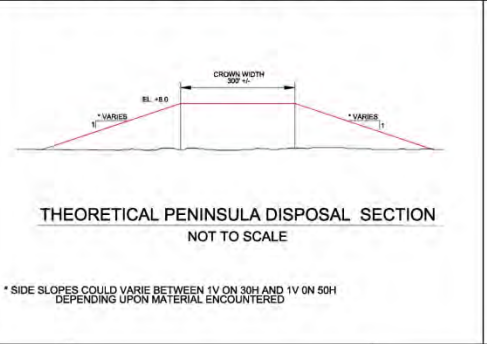 CROWN WIDTH
300' +/-
EL. +8.0
* VARIES
1
* VARIES
1
THEORETICAL PENINSULA DISPOSAL SECTION
NOT TO SCALE
* SIDE SLOPES COULD VARIE BETWEEN 1V ON 30H AND 1V 0N 50H
DEPENDING UPON MATERIAL ENCOUNTERED